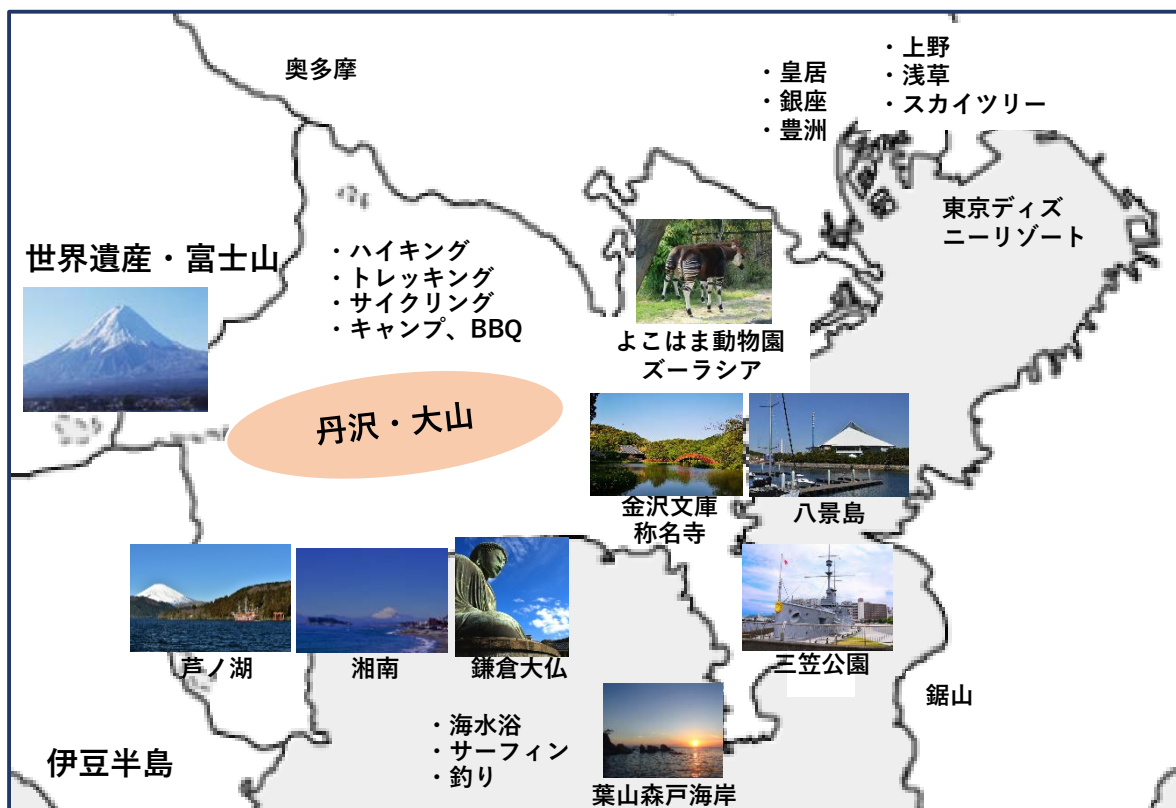 奥多摩
・皇居
・銀座
・豊洲
・上野
・浅草
・スカイツリー
東京ディズ
ニーリゾート
世界遺産・富士山
・ハイキング
・トレッキング
・サイクリング
・キャンプ、BBQ
よこはま動物園
ズーラシア
丹沢・大山
金沢文庫
称名寺
八景島
芦ノ湖
湘南
鎌倉大仏
三笠公園
鋸山
・海水浴
・サーフィン
・釣り
伊豆半島
葉山森戸海岸